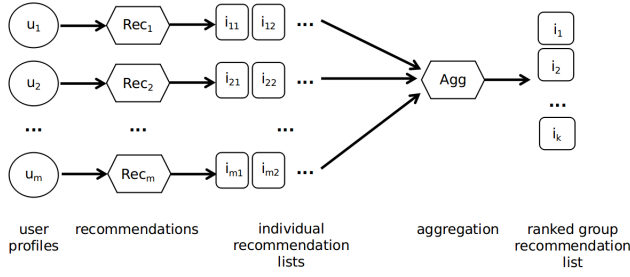 u1 Rec1 i11 i12 ... i1
u2 Rec2 i21 i22 Agg i2
... ... ... ...
um Recm im1 im2 ... ik
user recommendations individual aggregation ranked group
profiles recommendation recommendation
lists list